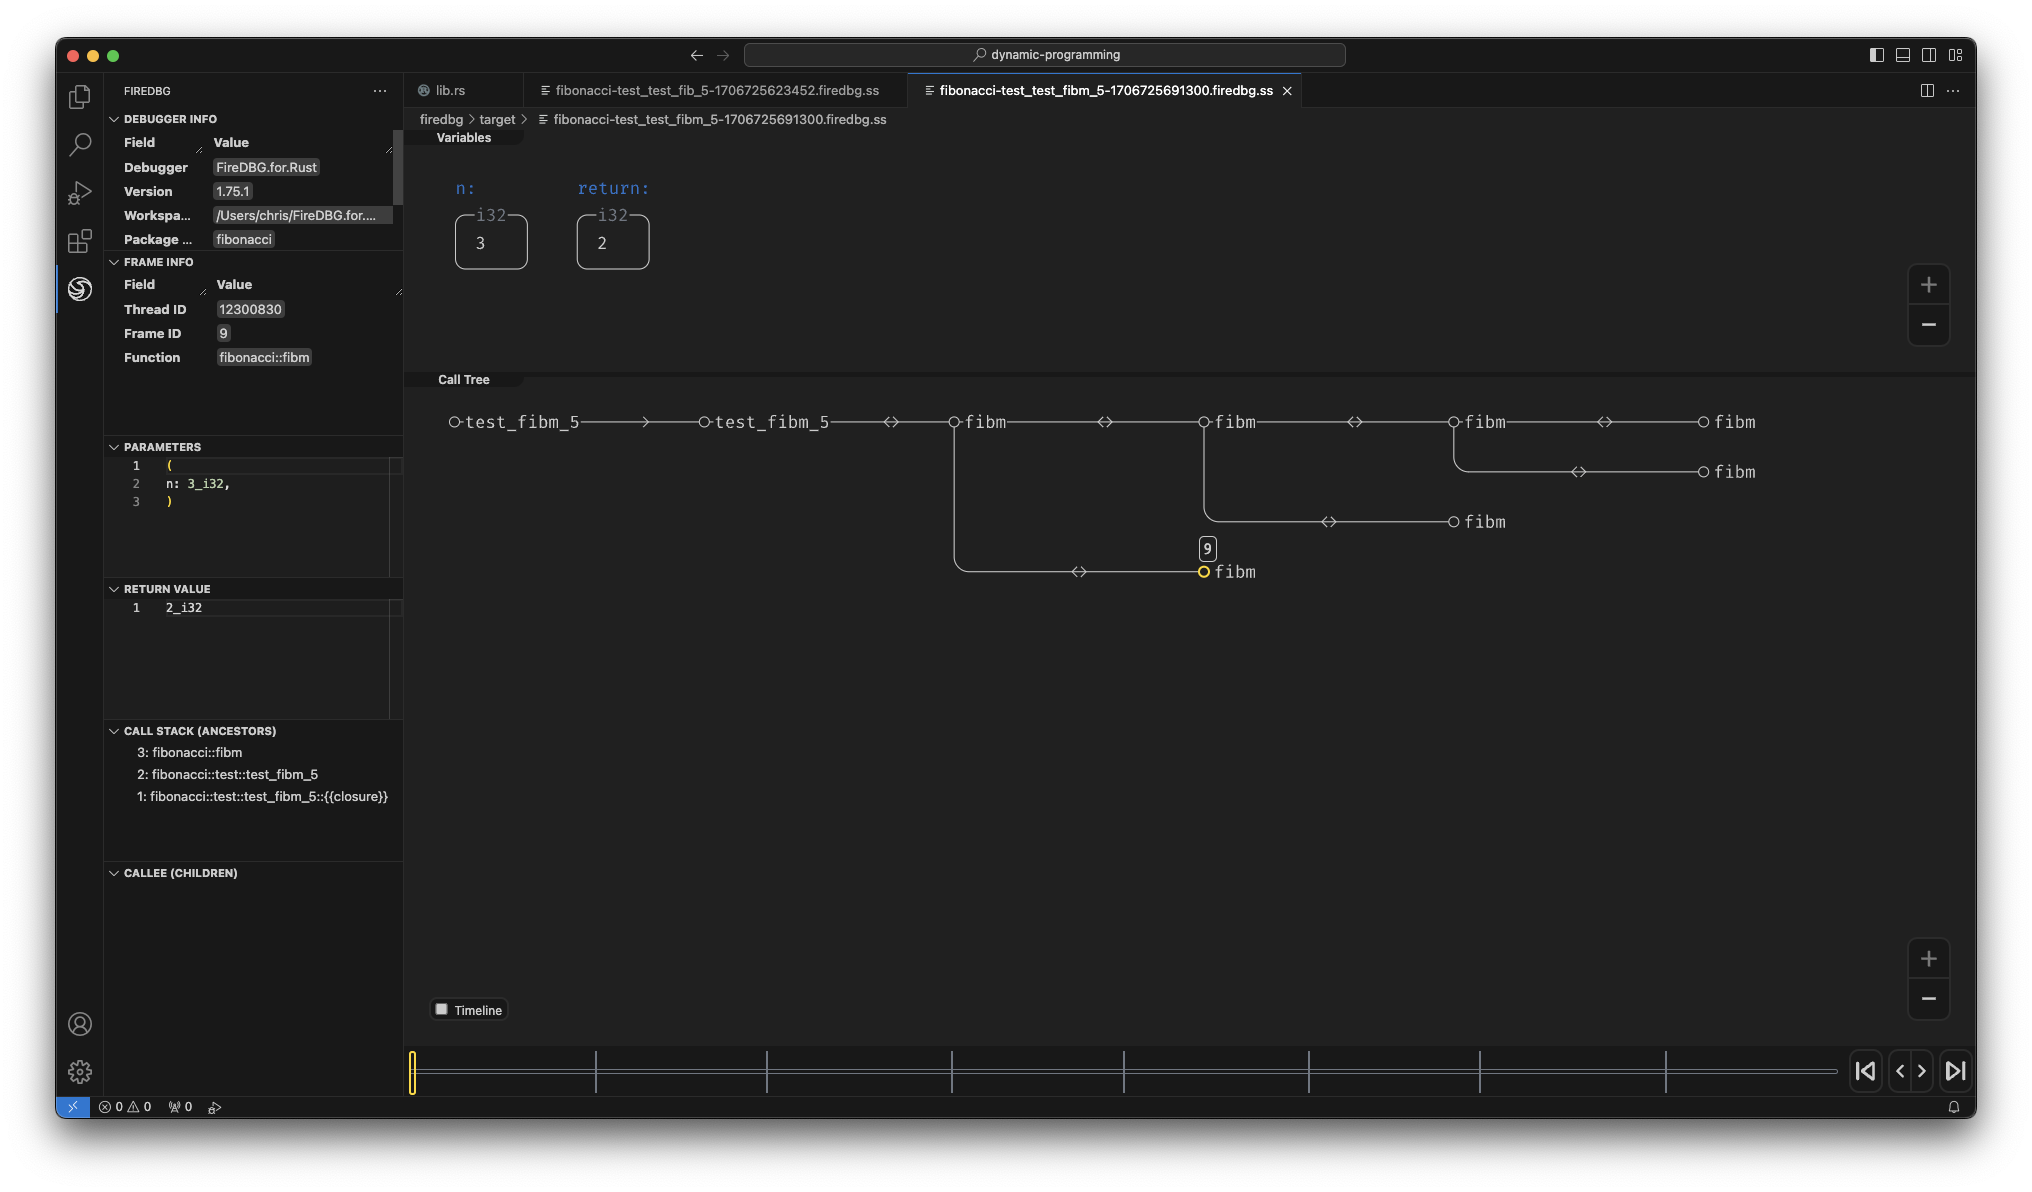 dynamic-programming
FIREDBG
DEBUGGER INFO
Field Value
Debugger FireDBG.for.Rust
Version 1.75.1
Workspa... /Users/chris/FireDBG.for....
Package ... fibonacci
FRAME INFO
Field Value
Thread ID 12300830
Frame ID 9
Function fibonacci::fibm
PARAMETERS
1 (
2 n: 3_i32,
3 )
RETURN VALUE
1 2_i32
CALL STACK (ANCESTORS)
3: fibonacci::fibm
2: fibonacci::test::test_fibm_5
1: fibonacci::test::test_fibm_5::{{closure}}
CALLEE (CHILDREN)
lib.rs fibonacci-test_test_fib_5-1706725623452.firedbg.ss fibonacci-test_test_fibm_5-1706725691300.firedbg.ss
firedbg > target > fibonacci-test_test_fibm_5-1706725691300.firedbg.ss
Variables
n: return:
i32 i32
3 2
Call Tree
test_fibm_5 test_fibm_5 fibm fibm fibm fibm
fibm
fibm
9
fibm
Timeline
0 0 0